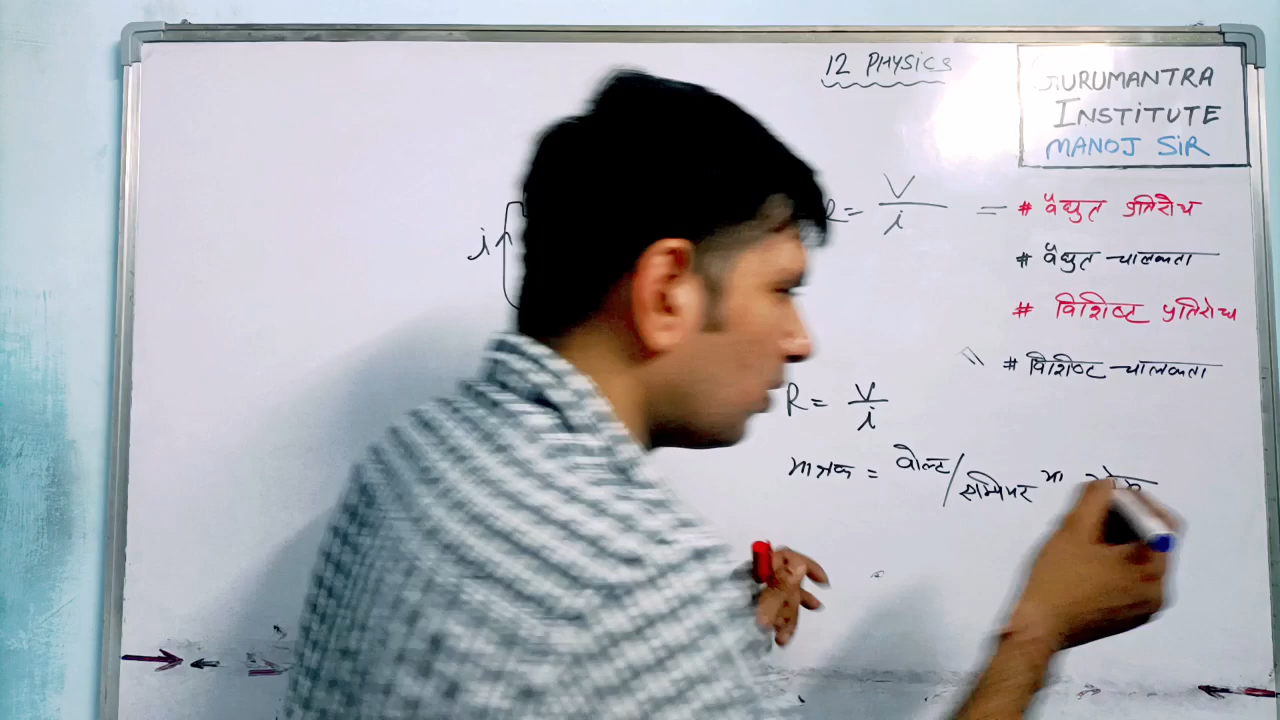 12 PHYSICS
GURUMANTRA
INSTITUTE
MANOJ SIR
i
R = V/i =
# वैद्युत प्रतिरोध
# वैद्युत चालकता
# विशिष्ट प्रतिरोध
# विशिष्ट चालकता
R = V/i
मात्रक = वोल्ट/एम्पियर या